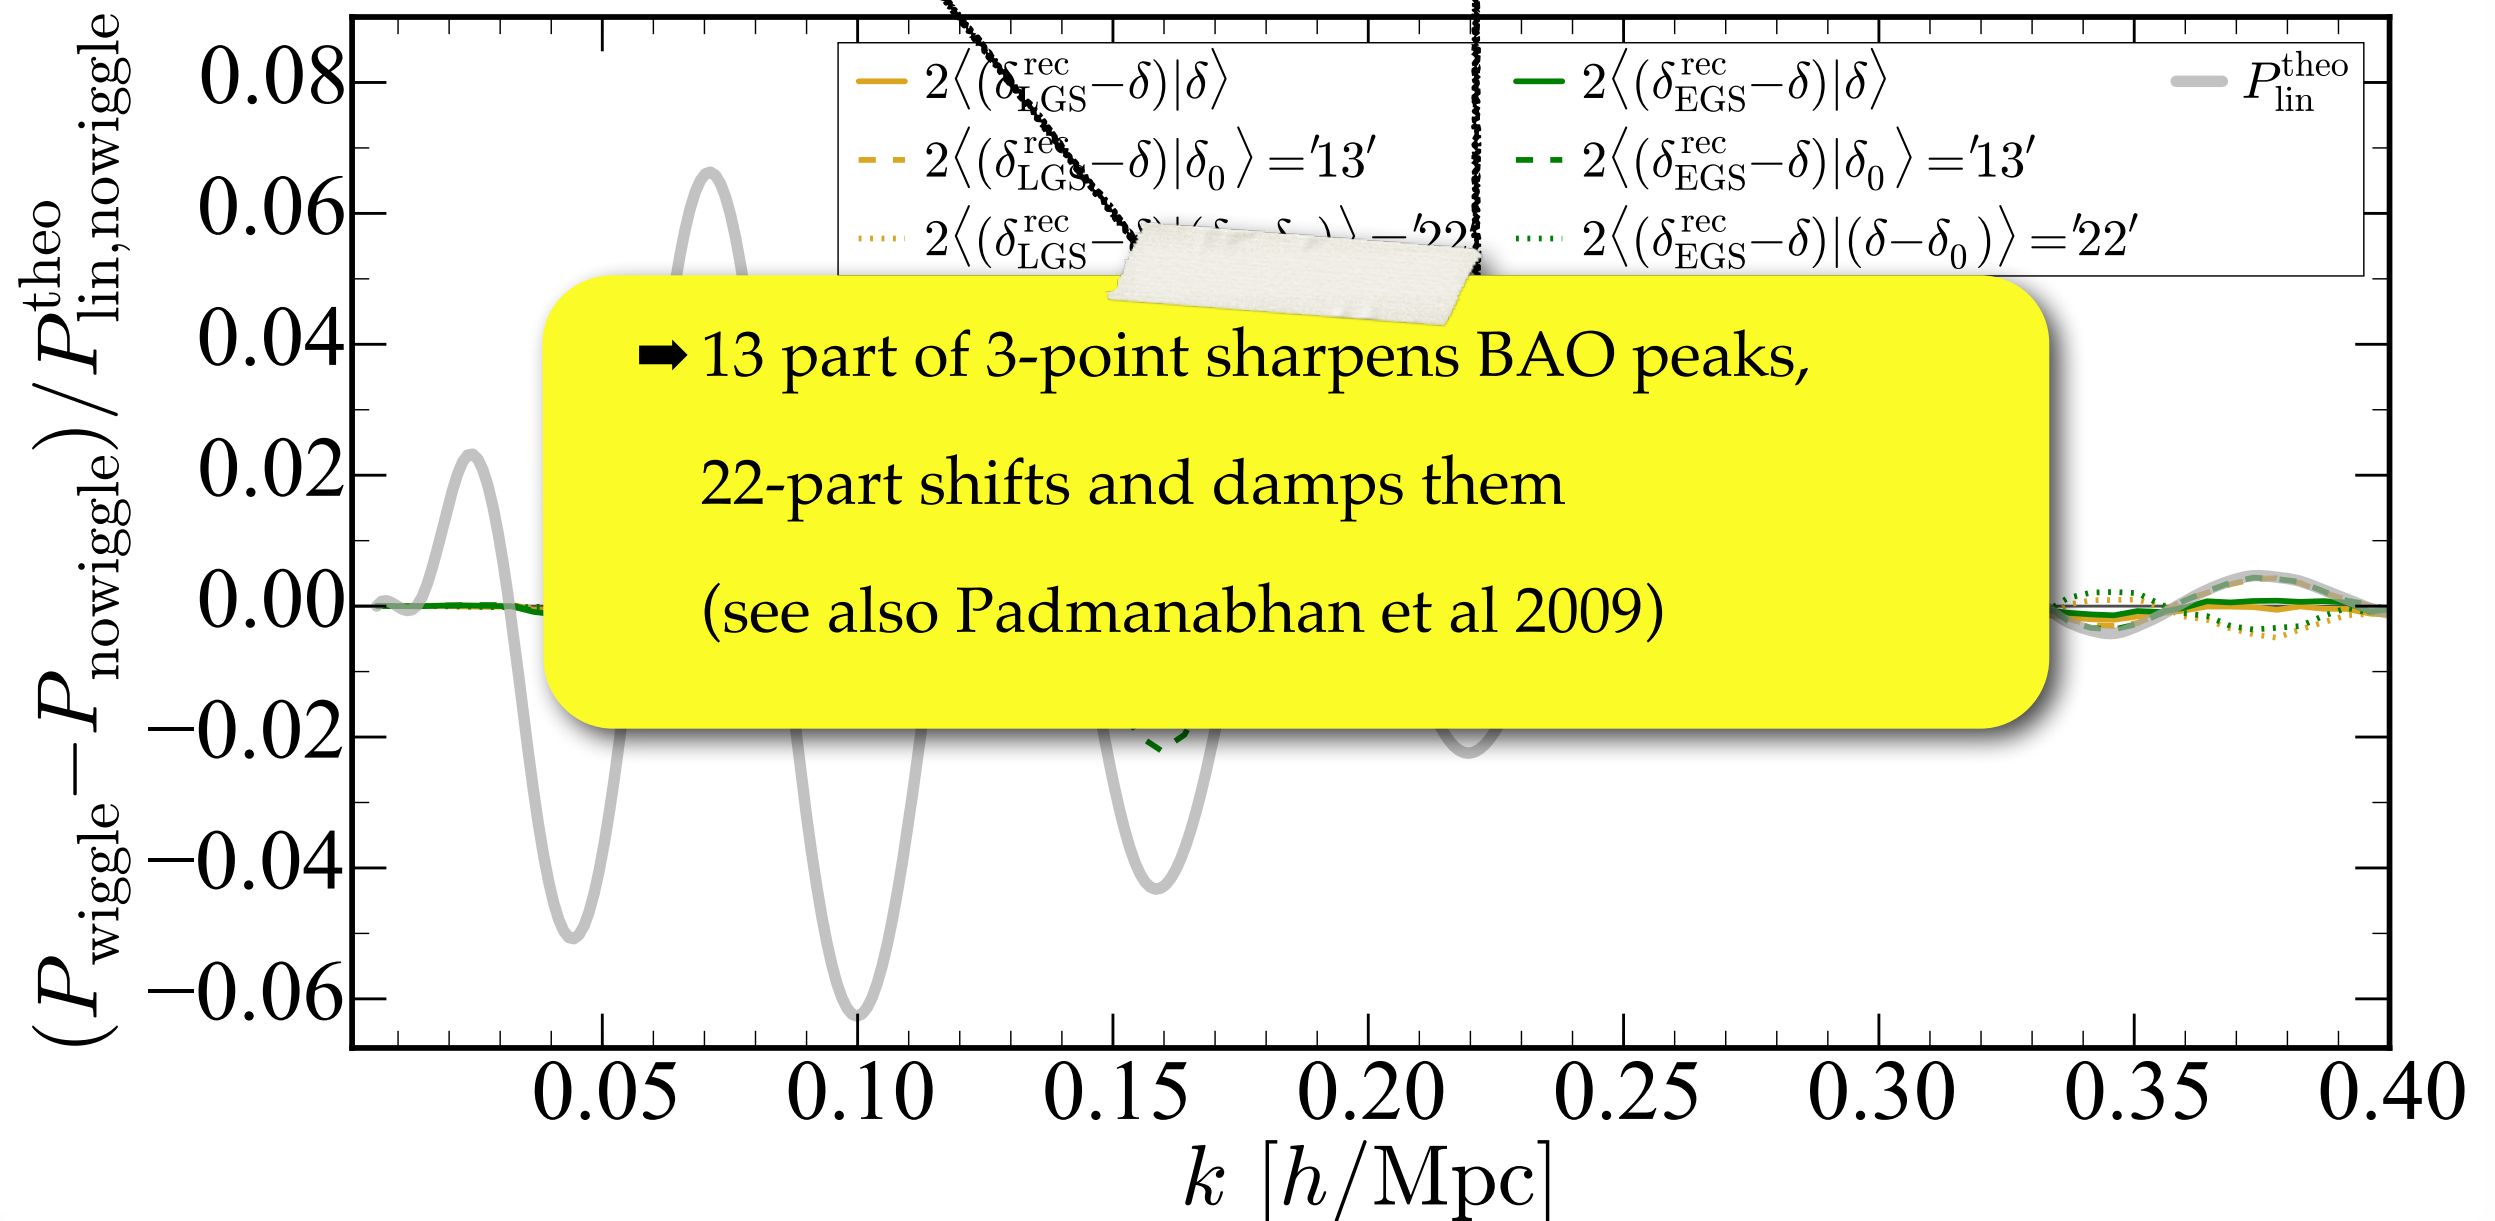 (P_wiggle − P_nowiggle) / P^theo_lin,nowiggle
0.08
0.06
0.04
0.02
0.00
−0.02
−0.04
−0.06
2⟨(δ^rec_LGS−δ)|δ⟩
2⟨(δ^rec_LGS−δ)|δ_0⟩='13'
2⟨(δ^rec_LGS−δ)|(δ−δ_0)⟩='22'
2⟨(δ^rec_EGS−δ)|δ⟩
2⟨(δ^rec_EGS−δ)|δ_0⟩='13'
2⟨(δ^rec_EGS−δ)|(δ−δ_0)⟩='22'
P^theo_lin
➡ 13 part of 3-point sharpens BAO peaks,
22-part shifts and damps them
(see also Padmanabhan et al 2009)
0.05 0.10 0.15 0.20 0.25 0.30 0.35 0.40
k [h/Mpc]